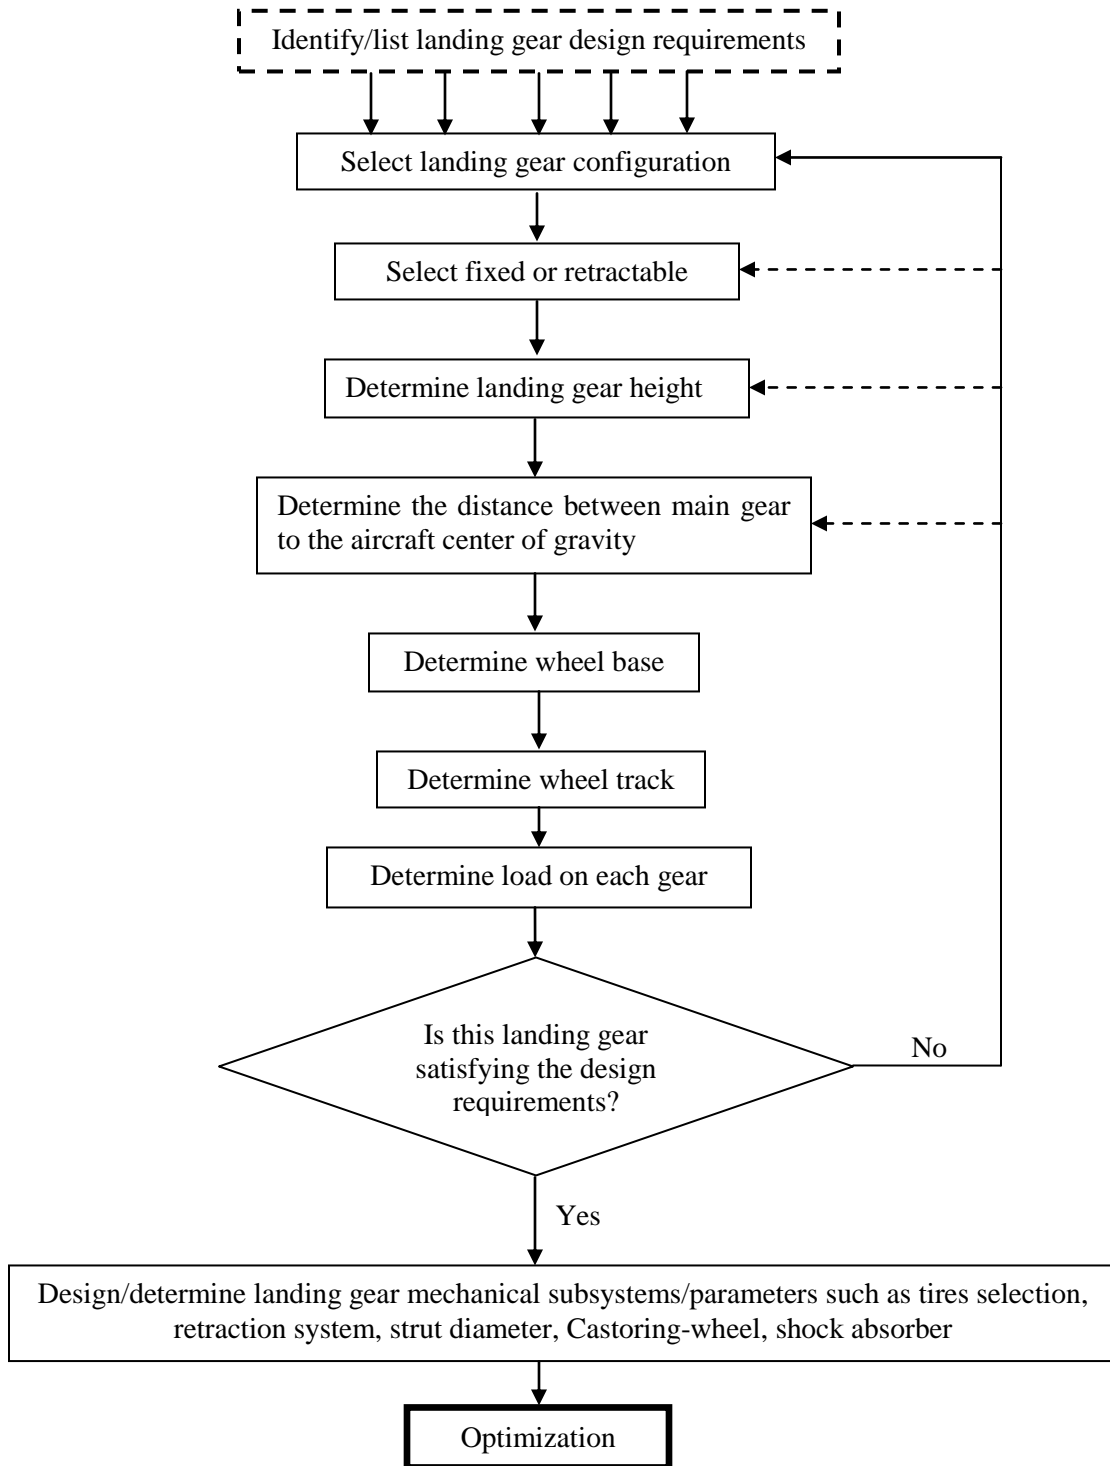 Identify/list landing gear design requirements
Select landing gear configuration
Select fixed or retractable
Determine landing gear height
Determine the distance between main gear
to the aircraft center of gravity
Determine wheel base
Determine wheel track
Determine load on each gear
Is this landing gear
satisfying the design
requirements?
No
Yes
Design/determine landing gear mechanical subsystems/parameters such as tires selection,
retraction system, strut diameter, Castoring-wheel, shock absorber
Optimization